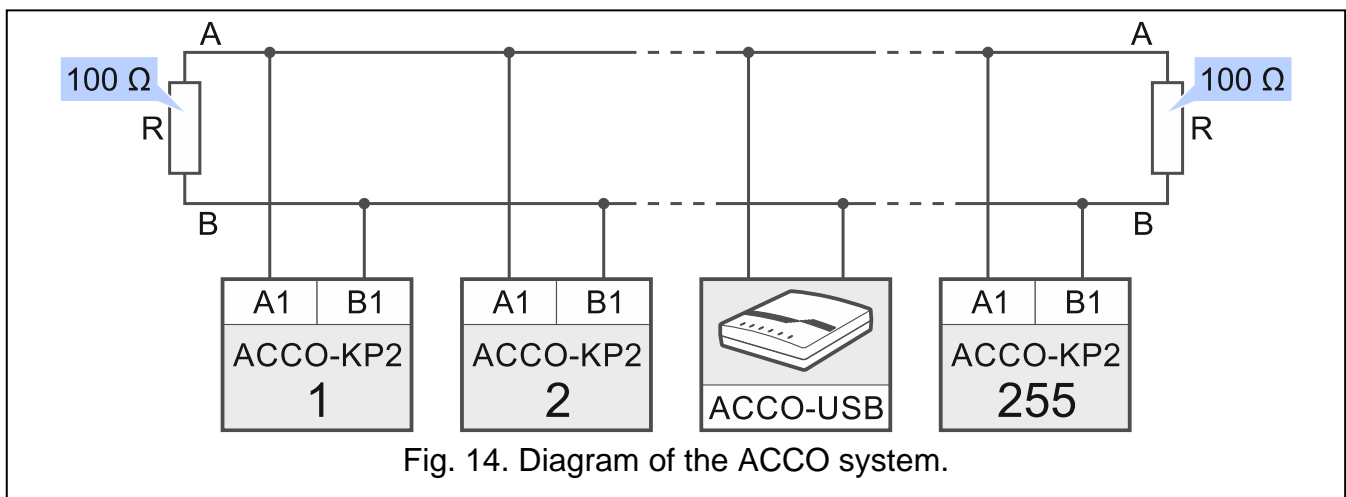 A A
100 Ω 100 Ω
R R
B B
A1 B1 A1 B1 A1 B1
ACCO-KP2 ACCO-KP2 ACCO-KP2
1 2 ACCO-USB 255
Fig. 14. Diagram of the ACCO system.